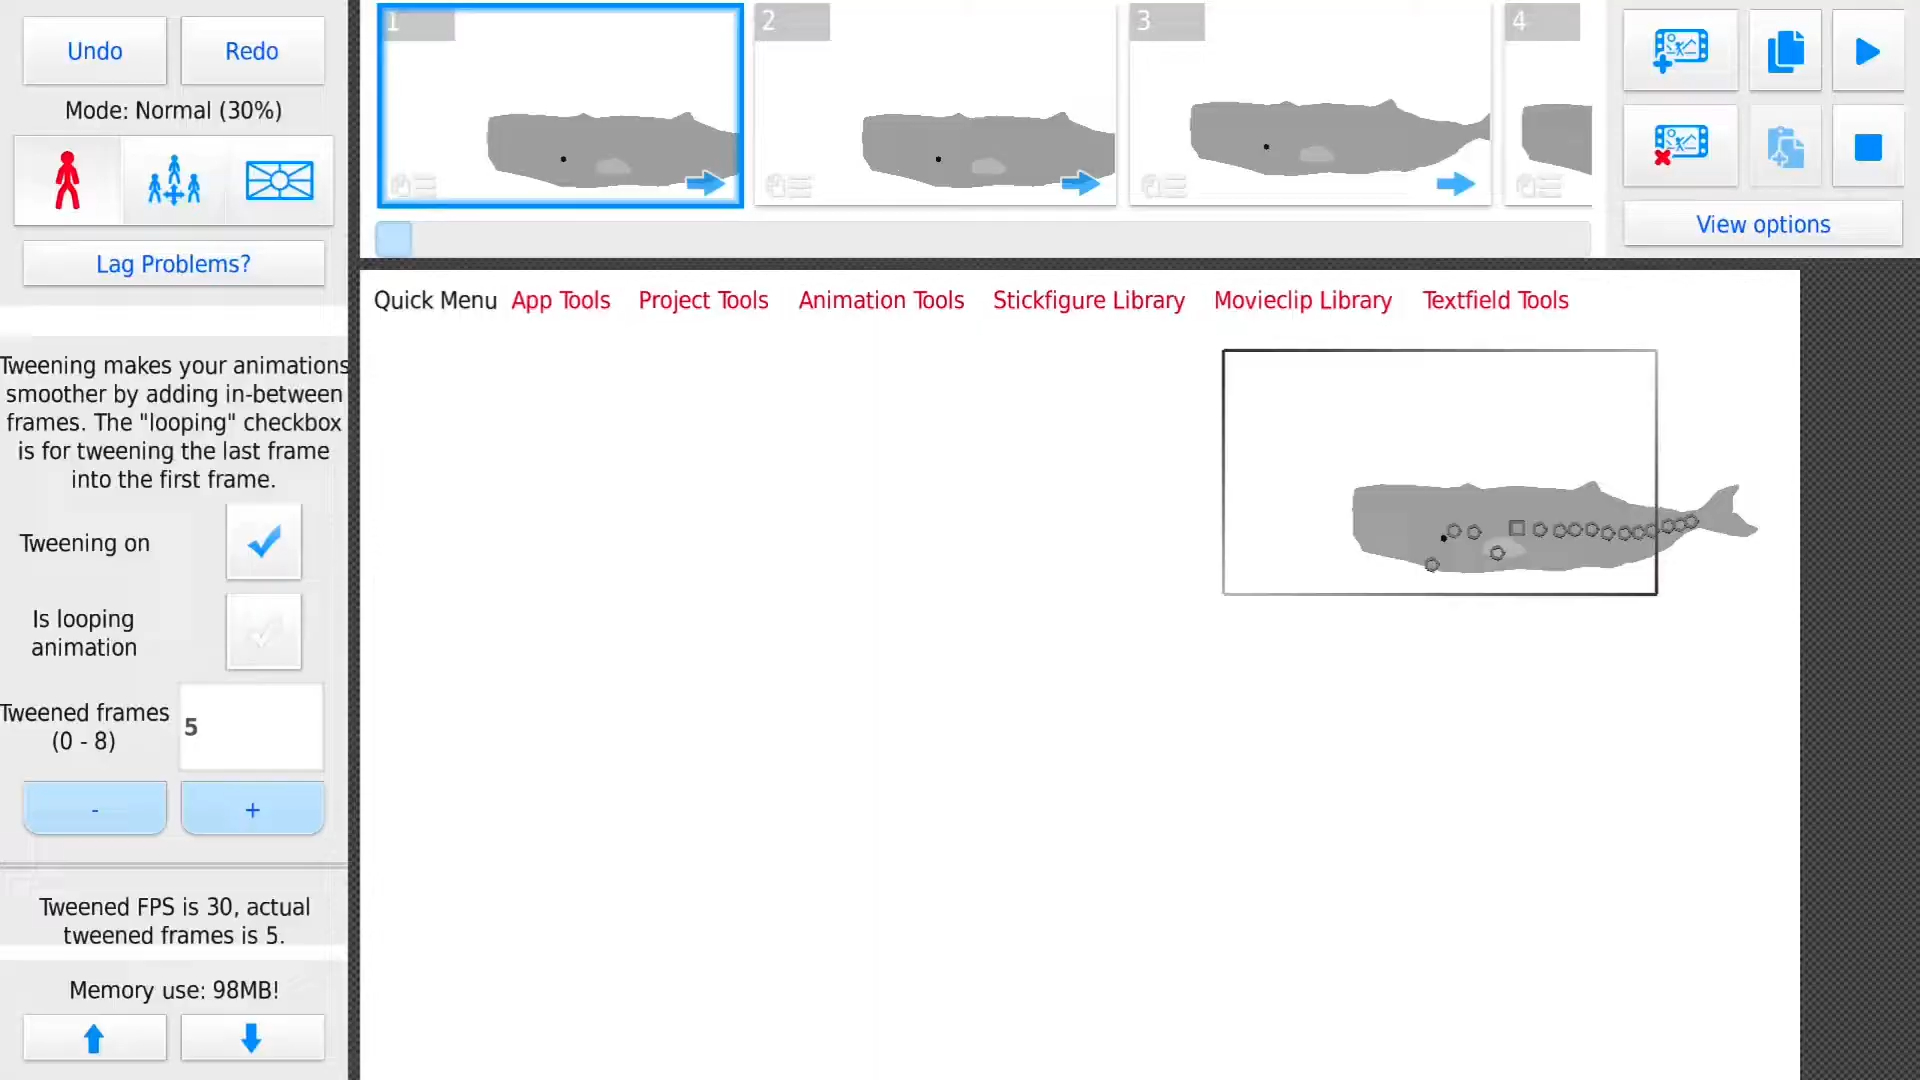 Undo
Redo
Mode: Normal (30%)
Lag Problems?
Tweening makes your animations
smoother by adding in-between
frames. The "looping" checkbox
is for tweening the last frame
into the first frame.
Tweening on
Is looping
animation
Tweened frames
(0 - 8)
5
-
+
Tweened FPS is 30, actual
tweened frames is 5.
Memory use: 98MB!
1
2
3
4
View options
Quick Menu App Tools Project Tools Animation Tools Stickfigure Library Movieclip Library Textfield Tools